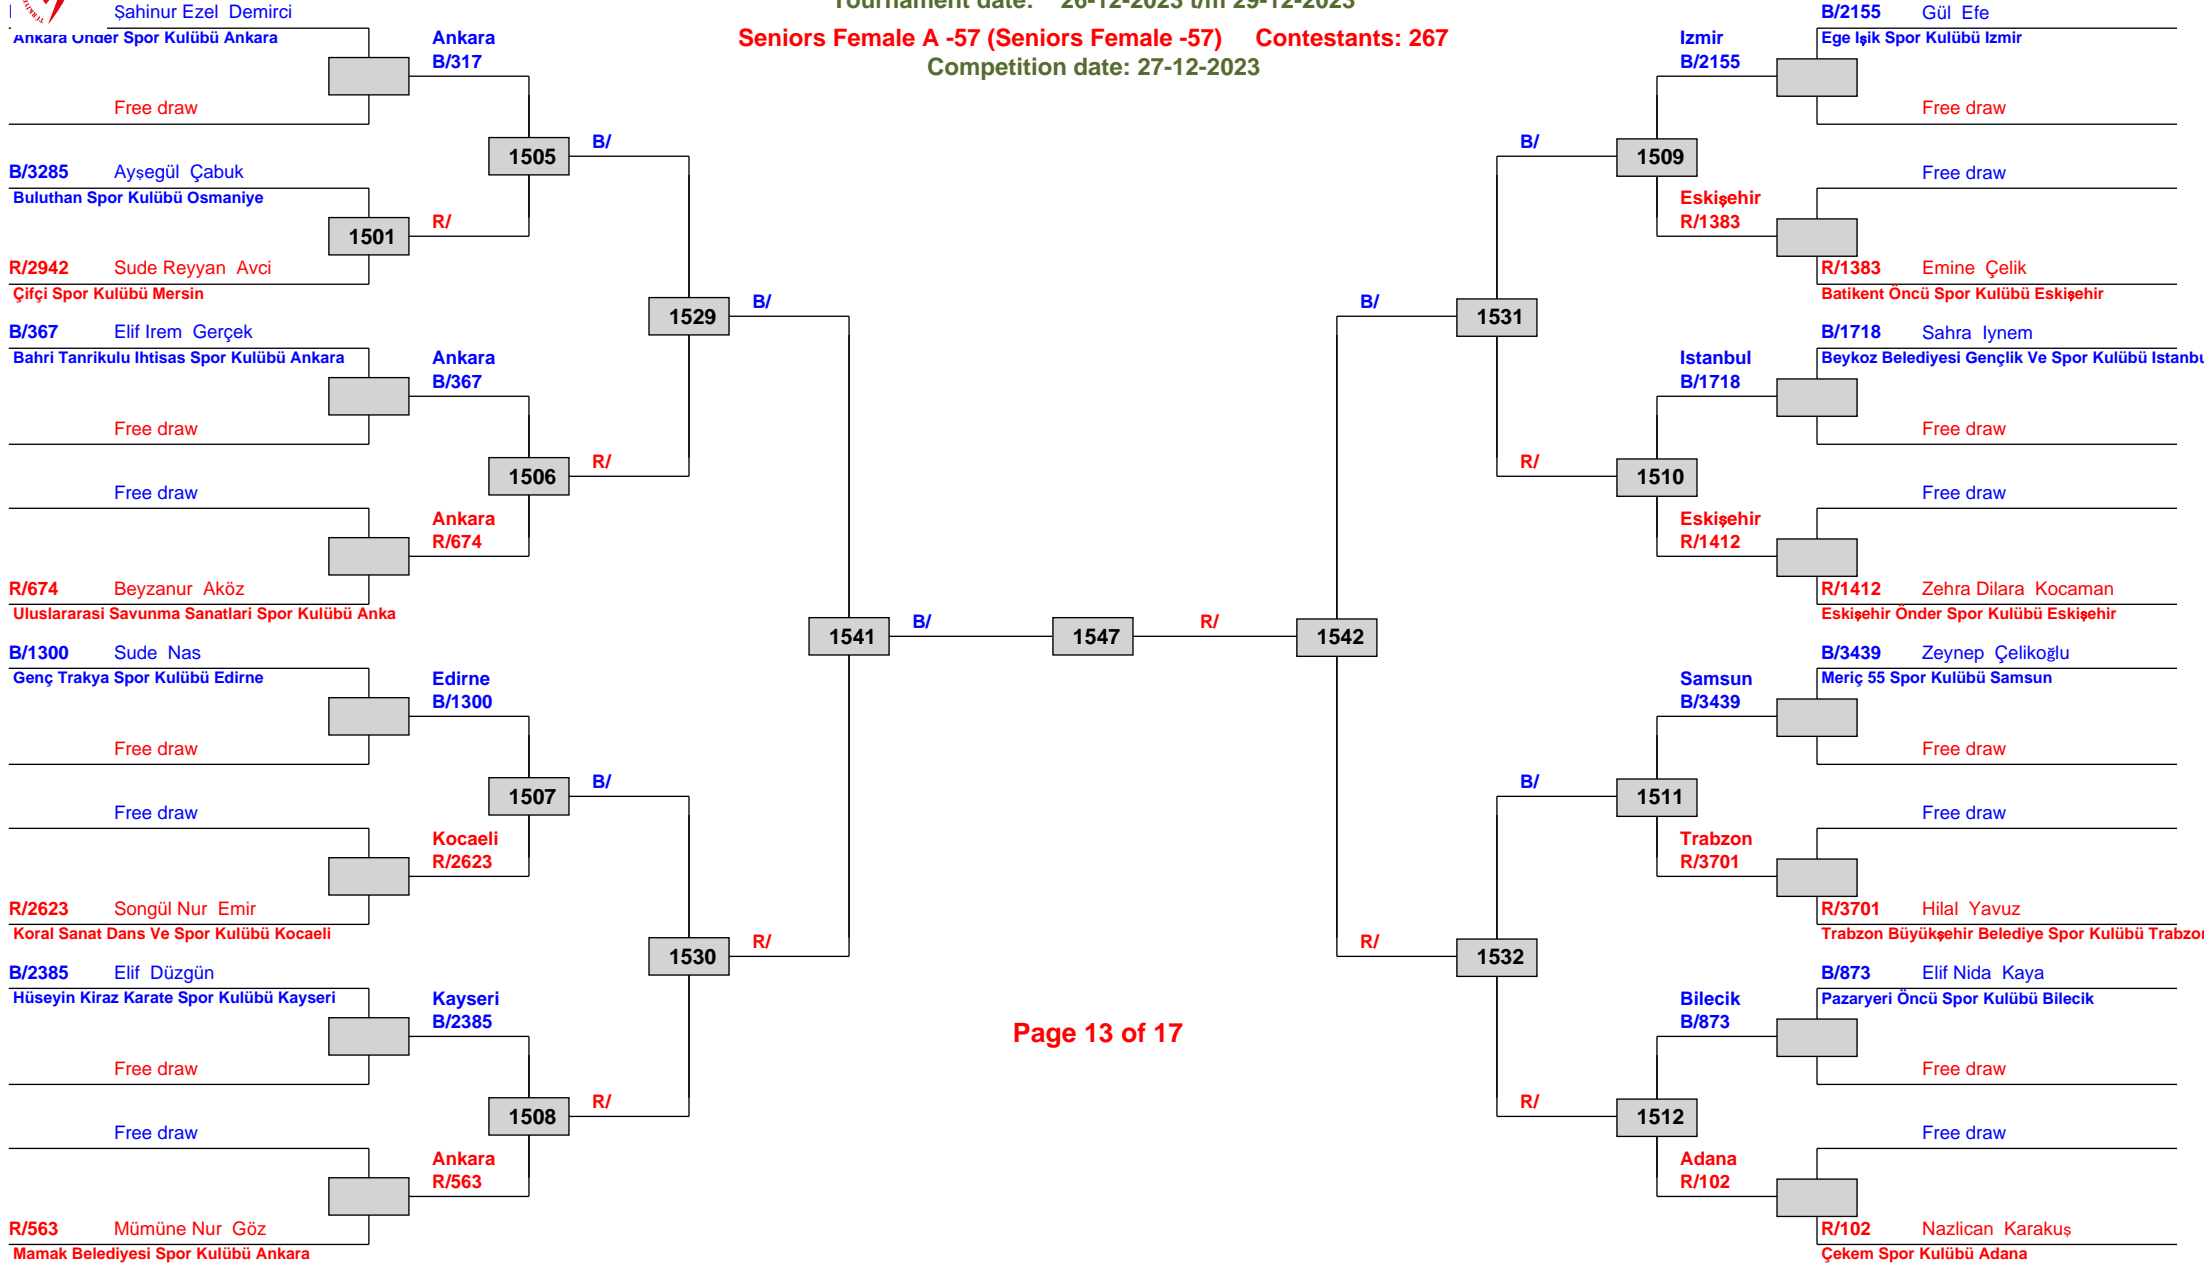 Şahinur Ezel Demirci
Ankara Önder Spor Kulübü Ankara
Ankara
B/317
Free draw
1505
B/
B/3285 Ayşegül Çabuk
Buluthan Spor Kulübü Osmaniye
1501
R/
R/2942 Sude Reyyan Avci
Çifçi Spor Kulübü Mersin
1529
B/
B/367 Elif Irem Gerçek
Bahri Tanrikulu Ihtisas Spor Kulübü Ankara
Ankara
B/367
Free draw
1506
R/
Free draw
Ankara
R/674
R/674 Beyzanur Aköz
Uluslararasi Savunma Sanatlari Spor Kulübü Anka
1541
B/
B/1300 Sude Nas
Genç Trakya Spor Kulübü Edirne
Edirne
B/1300
Free draw
1507
B/
Free draw
Kocaeli
R/2623
R/2623 Songül Nur Emir
Koral Sanat Dans Ve Spor Kulübü Kocaeli
1530
R/
B/2385 Elif Düzgün
Hüseyin Kiraz Karate Spor Kulübü Kayseri
Kayseri
B/2385
Free draw
1508
R/
Free draw
Ankara
R/563
R/563 Mümüne Nur Göz
Mamak Belediyesi Spor Kulübü Ankara
Tournament date: 26-12-2023 t/m 29-12-2023
Seniors Female A -57 (Seniors Female -57) Contestants: 267
Competition date: 27-12-2023
1547
R/
1542
Page 13 of 17
B/2155 Gül Efe
Ege Işik Spor Kulübü Izmir
Izmir
B/2155
Free draw
B/
1509
Free draw
Eskişehir
R/1383
R/1383 Emine Çelik
Batikent Öncü Spor Kulübü Eskişehir
B/
1531
B/1718 Sahra Iynem
Beykoz Belediyesi Gençlik Ve Spor Kulübü Istanbu
Istanbul
B/1718
Free draw
R/
1510
Free draw
Eskişehir
R/1412
R/1412 Zehra Dilara Kocaman
Eskişehir Önder Spor Kulübü Eskişehir
B/3439 Zeynep Çelikoğlu
Meriç 55 Spor Kulübü Samsun
Samsun
B/3439
Free draw
B/
1511
Free draw
Trabzon
R/3701
R/3701 Hilal Yavuz
Trabzon Büyükşehir Belediye Spor Kulübü Trabzon
R/
1532
B/873 Elif Nida Kaya
Pazaryeri Öncü Spor Kulübü Bilecik
Bilecik
B/873
Free draw
R/
1512
Free draw
Adana
R/102
R/102 Nazlican Karakuş
Çekem Spor Kulübü Adana